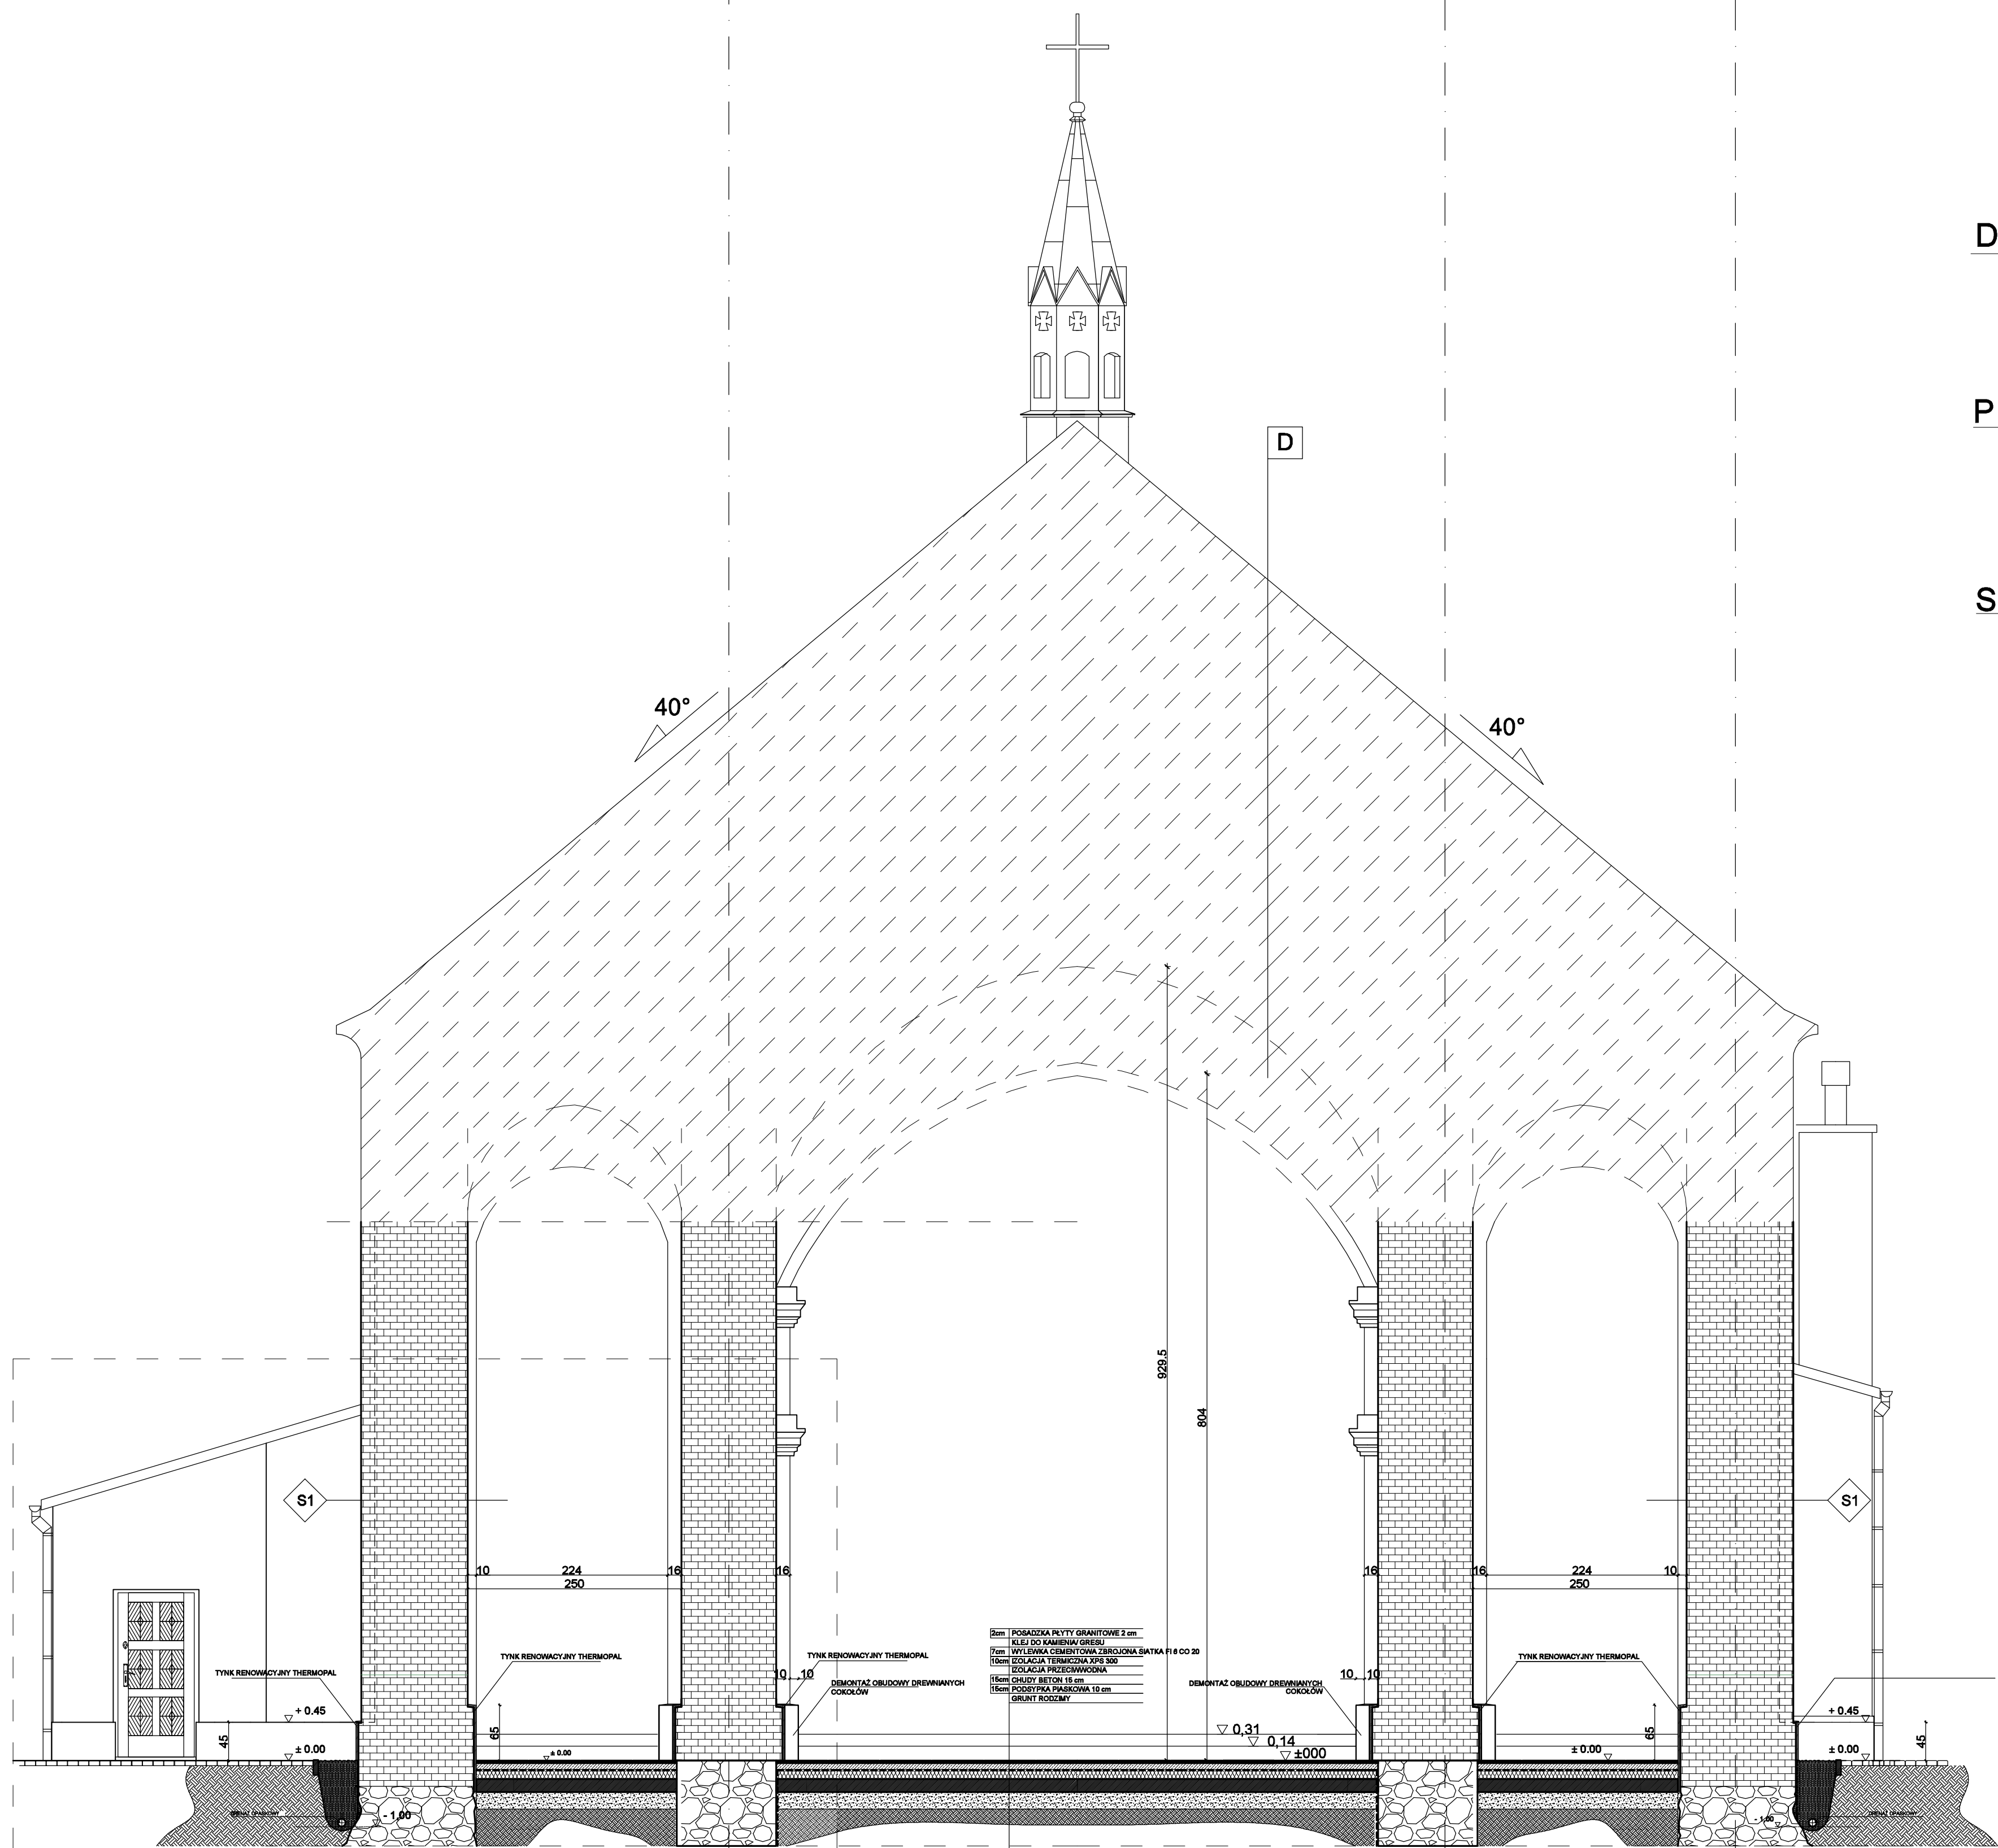 D
P
S
D
40°
40°
929.5
804
S1
S1
10
224
16
250
16
16
16
224
10
250
2cm POSADZKA PŁYTY GRANITOWE 2 cm
KLEJ DO KAMIENIA/ GRESU
7cm WYLEWKA CEMENTOWA ZBROJONA SIATKA FI 6 CO 20
10cm IZOLACJA TERMICZNA XPS 300
IZOLACJA PRZECIWWODNA
15cm CHUDY BETON 15 cm
15cm PODSYPKA PIASKOWA 10 cm
GRUNT RODZIMY
TYNK RENOWACYJNY THERMOPAL
TYNK RENOWACYJNY THERMOPAL
TYNK RENOWACYJNY THERMOPAL
TYNK RENOWACYJNY THERMOPAL
10 10
10 10
DEMONTAŻ OBUDOWY DREWNIANYCH
COKOŁÓW
DEMONTAŻ OBUDOWY DREWNIANYCH
COKOŁÓW
+ 0.45
45
± 0.00
65
± 0.00
0,31
0,14
±000
± 0.00
65
+ 0.45
± 0.00
45
DRENAŻ OPASKOWY
- 1,00
- 1,00
DRENAŻ OPASKOWY